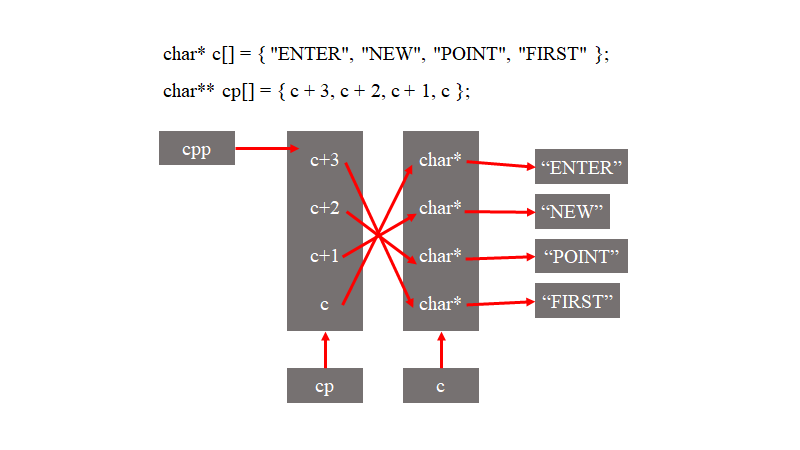 char* c[] = { "ENTER", "NEW", "POINT", "FIRST" };
char** cp[] = { c + 3, c + 2, c + 1, c };
cpp
c+3
char*
“ENTER”
c+2
char*
“NEW”
c+1
char*
“POINT”
c
char*
“FIRST”
cp
c